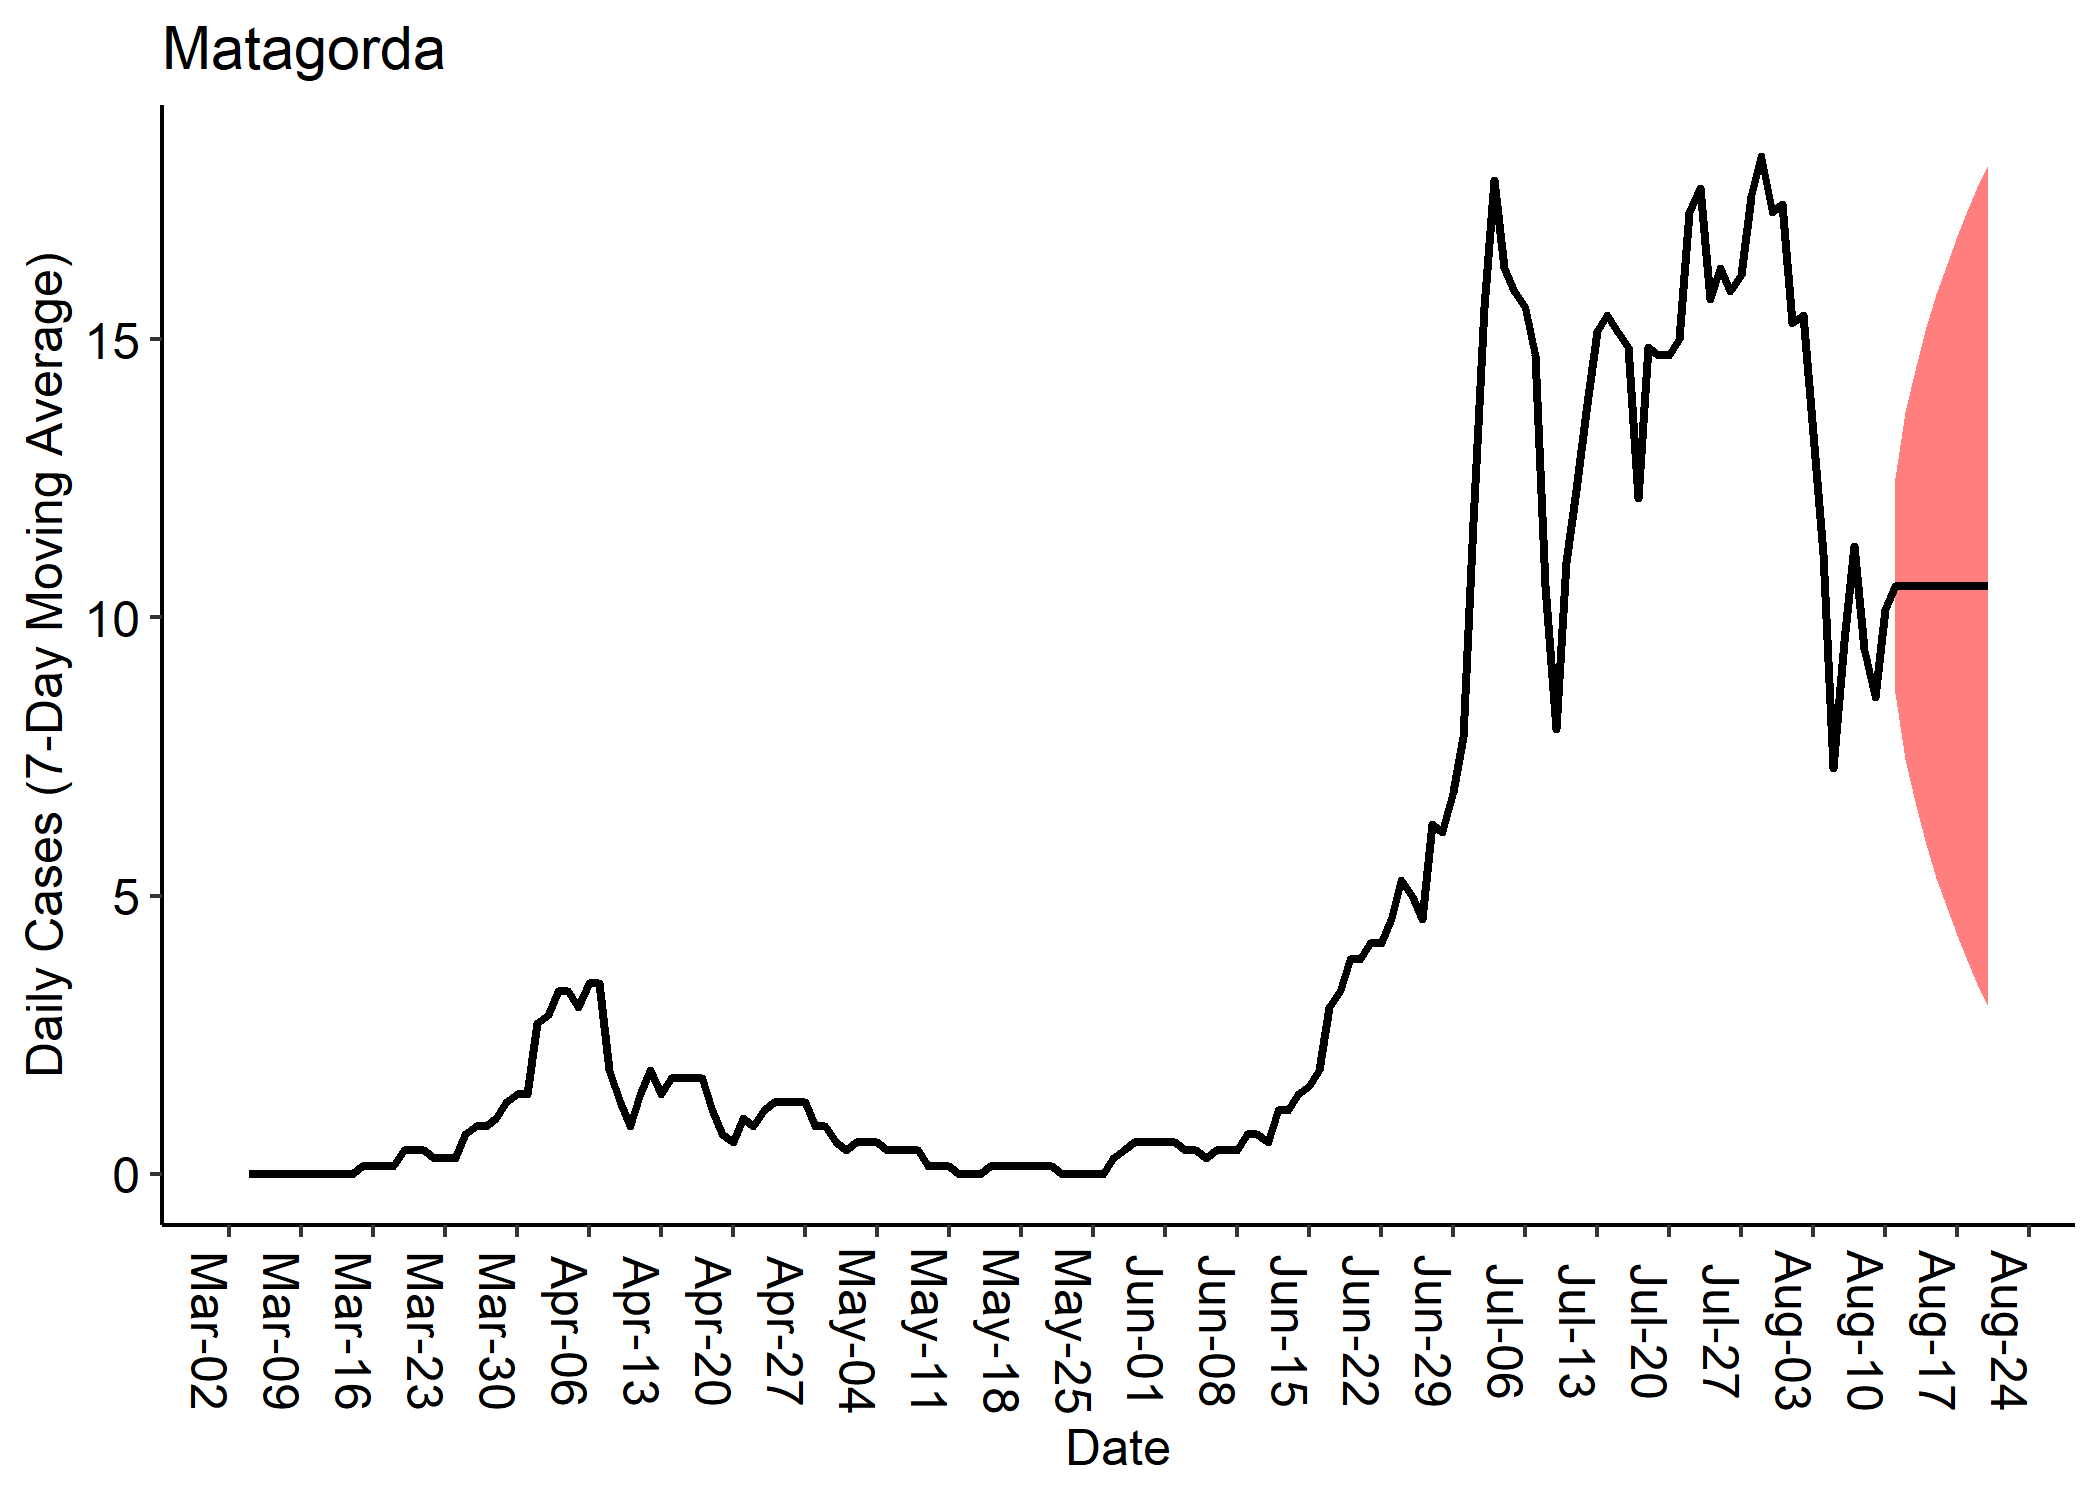 Matagorda
Daily Cases (7-Day Moving Average)
15
10
5
0
Mar-02
Mar-09
Mar-16
Mar-23
Mar-30
Apr-06
Apr-13
Apr-20
Apr-27
May-04
May-11
May-18
May-25
Jun-01
Jun-08
Jun-15
Jun-22
Jun-29
Jul-06
Jul-13
Jul-20
Jul-27
Aug-03
Aug-10
Aug-17
Aug-24
Date